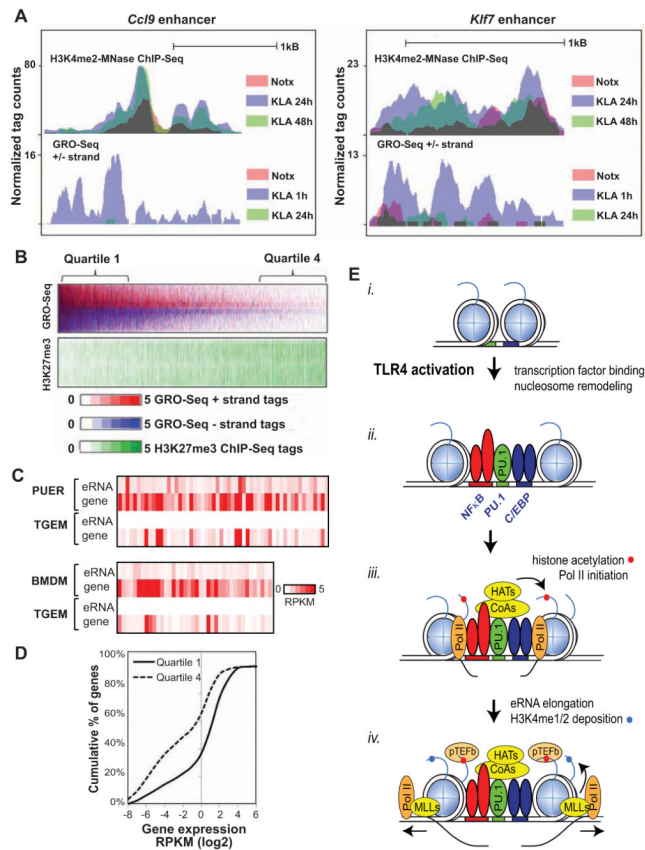 A
Ccl9 enhancer
Klf7 enhancer
Normalized tag counts
80
16
1kB
H3K4me2-MNase ChIP-Seq
Notx
KLA 24h
KLA 48h
GRO-Seq
+/- strand
Notx
KLA 1h
KLA 24h
Normalized tag counts
23
13
1kB
H3K4me2-MNase ChIP-Seq
Notx
KLA 24h
KLA 48h
GRO-Seq +/- strand
Notx
KLA 1h
KLA 24h
B
Quartile 1
Quartile 4
GRO-Seq
H3K27me3
0 5 GRO-Seq + strand tags
0 5 GRO-Seq - strand tags
0 5 H3K27me3 ChIP-Seq tags
C
PUER
eRNA
gene
TGEM
eRNA
gene
BMDM
eRNA
gene
TGEM
eRNA
gene
0 5
RPKM
D
Cumulative % of genes
100%
80%
60%
40%
20%
0%
Quartile 1
Quartile 4
-8 -6 -4 -2 0 2 4 6
Gene expression
RPKM (log2)
E
i.
TLR4 activation
transcription factor binding
nucleosome remodeling
ii.
PU.1
NFκB
PU.1
C/EBP
histone acetylation
Pol II initiation
iii.
HATs
CoAs
Pol II
PU.1
Pol II
eRNA elongation
H3K4me1/2 deposition
iv.
pTEFb
HATs
CoAs
pTEFb
Pol II
MLLs
PU.1
MLLs
Pol II